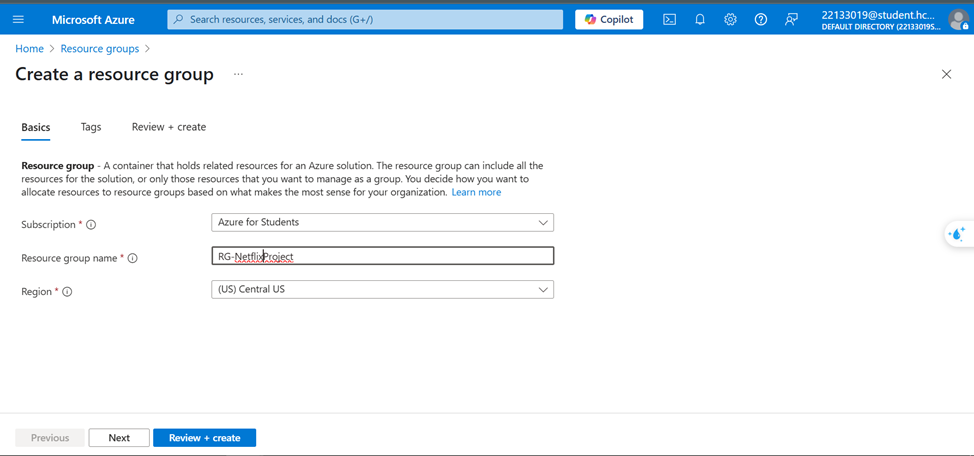 Microsoft Azure
Search resources, services, and docs (G+/)
Copilot
22133019@student.hc...
DEFAULT DIRECTORY (22133019S...
Home > Resource groups >
Create a resource group ...
Basics
Tags
Review + create
Resource group - A container that holds related resources for an Azure solution. The resource group can include all the
resources for the solution, or only those resources that you want to manage as a group. You decide how you want to
allocate resources to resource groups based on what makes the most sense for your organization. Learn more
Subscription *
Azure for Students
Resource group name *
RG-NetflixProject
Region *
(US) Central US
Previous
Next
Review + create